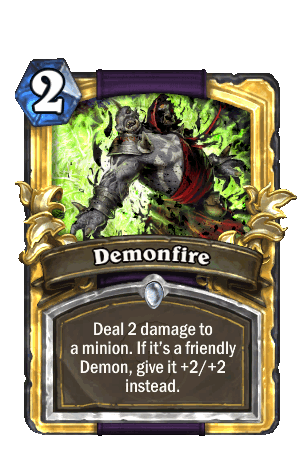 2
Demonfire
Deal 2 damage to
a minion. If it's a friendly
Demon, give it +2/+2
instead.